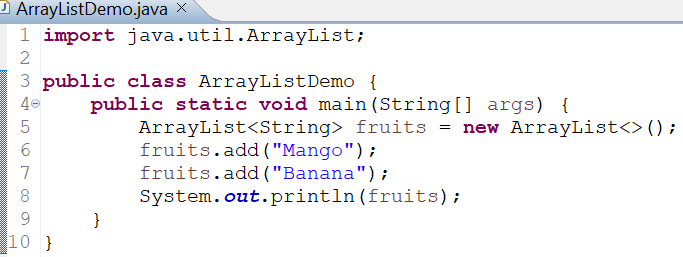 ArrayListDemo.java
1 import java.util.ArrayList;
2
3 public class ArrayListDemo {
4     public static void main(String[] args) {
5         ArrayList<String> fruits = new ArrayList<>();
6         fruits.add("Mango");
7         fruits.add("Banana");
8         System.out.println(fruits);
9     }
10 }